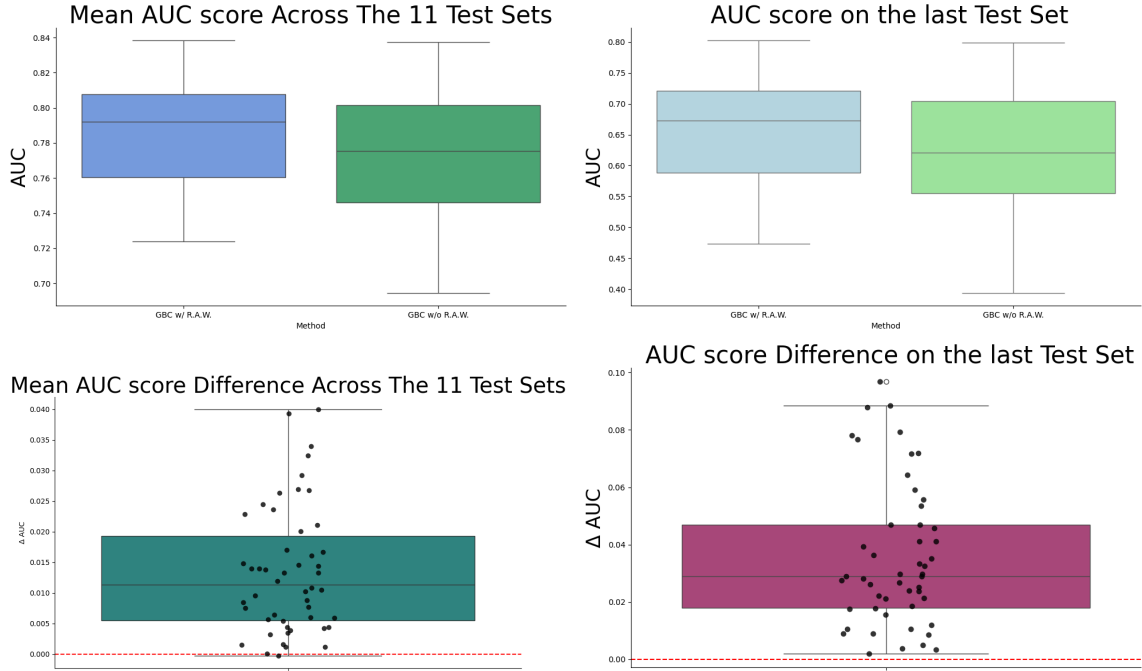 Mean AUC score Across The 11 Test Sets
AUC
0.84
0.82
0.80
0.78
0.76
0.74
0.72
0.70
GBC w/ R.A.W.
GBC w/o R.A.W.
Method
AUC score on the last Test Set
AUC
0.80
0.75
0.70
0.65
0.60
0.55
0.50
0.45
0.40
GBC w/ R.A.W.
GBC w/o R.A.W.
Method
Mean AUC score Difference Across The 11 Test Sets
Δ AUC
0.040
0.035
0.030
0.025
0.020
0.015
0.010
0.005
0.000
AUC score Difference on the last Test Set
Δ AUC
0.10
0.08
0.06
0.04
0.02
0.00